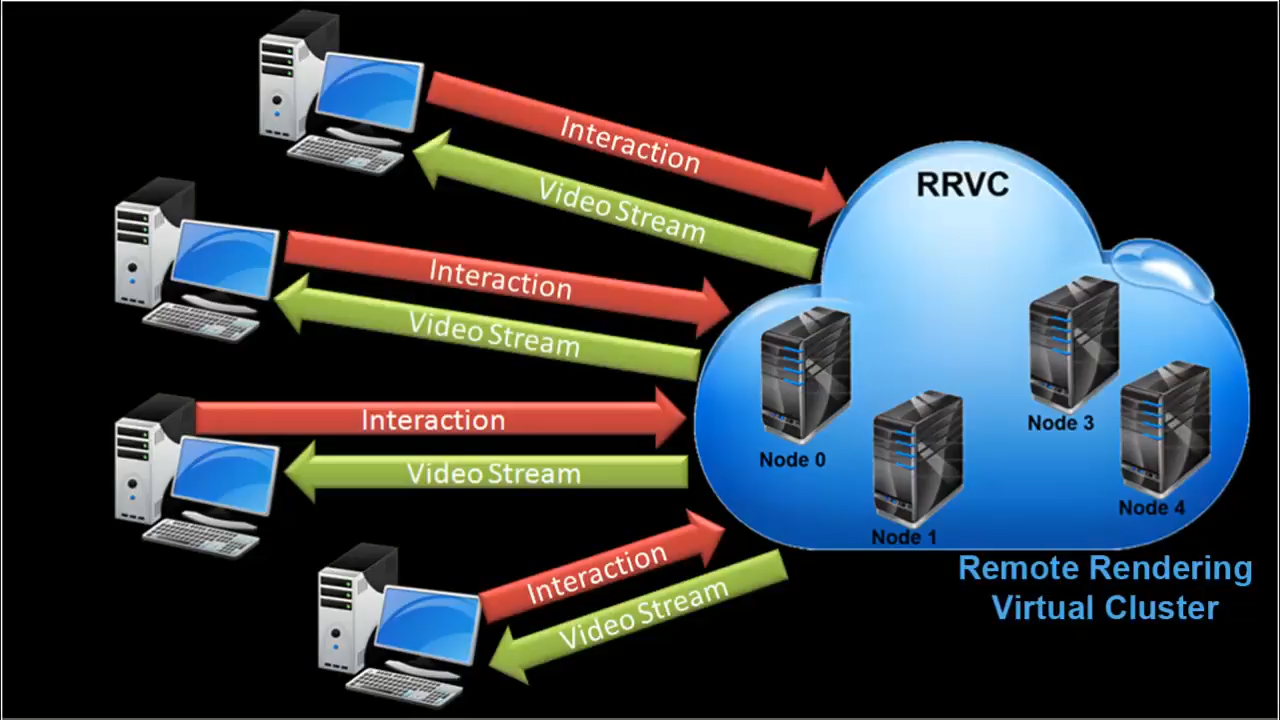 Interaction
Video Stream
RRVC
Interaction
Video Stream
Interaction
Video Stream
Interaction
Video Stream
Node 0
Node 1
Node 3
Node 4
Remote Rendering
Virtual Cluster